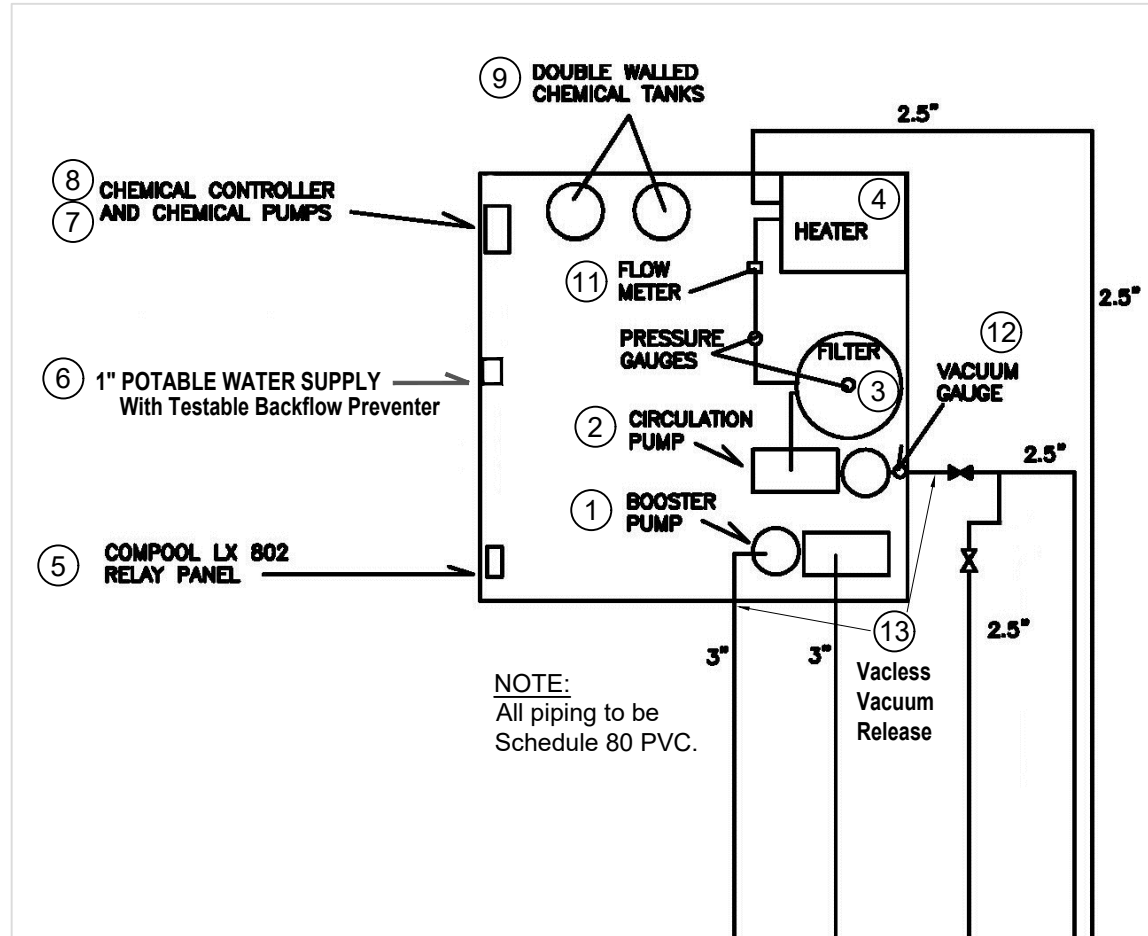 9
DOUBLE WALLED
CHEMICAL TANKS
2.5"
8
7
CHEMICAL CONTROLLER
AND CHEMICAL PUMPS
4
HEATER
11
FLOW
METER
2.5"
PRESSURE
GAUGES
FILTER
3
12
VACUUM
GAUGE
6
1" POTABLE WATER SUPPLY
With Testable Backflow Preventer
2
CIRCULATION
PUMP
2.5"
1
BOOSTER
PUMP
5
COMPOOL LX 802
RELAY PANEL
13
Vacless
Vacuum
Release
2.5"
3"
3"
NOTE:
All piping to be
Schedule 80 PVC.